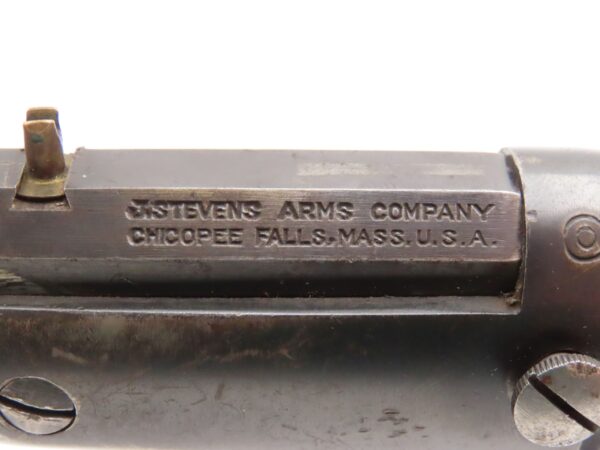 J. STEVENS ARMS COMPANY
CHICOPEE FALLS, MASS. U.S.A.